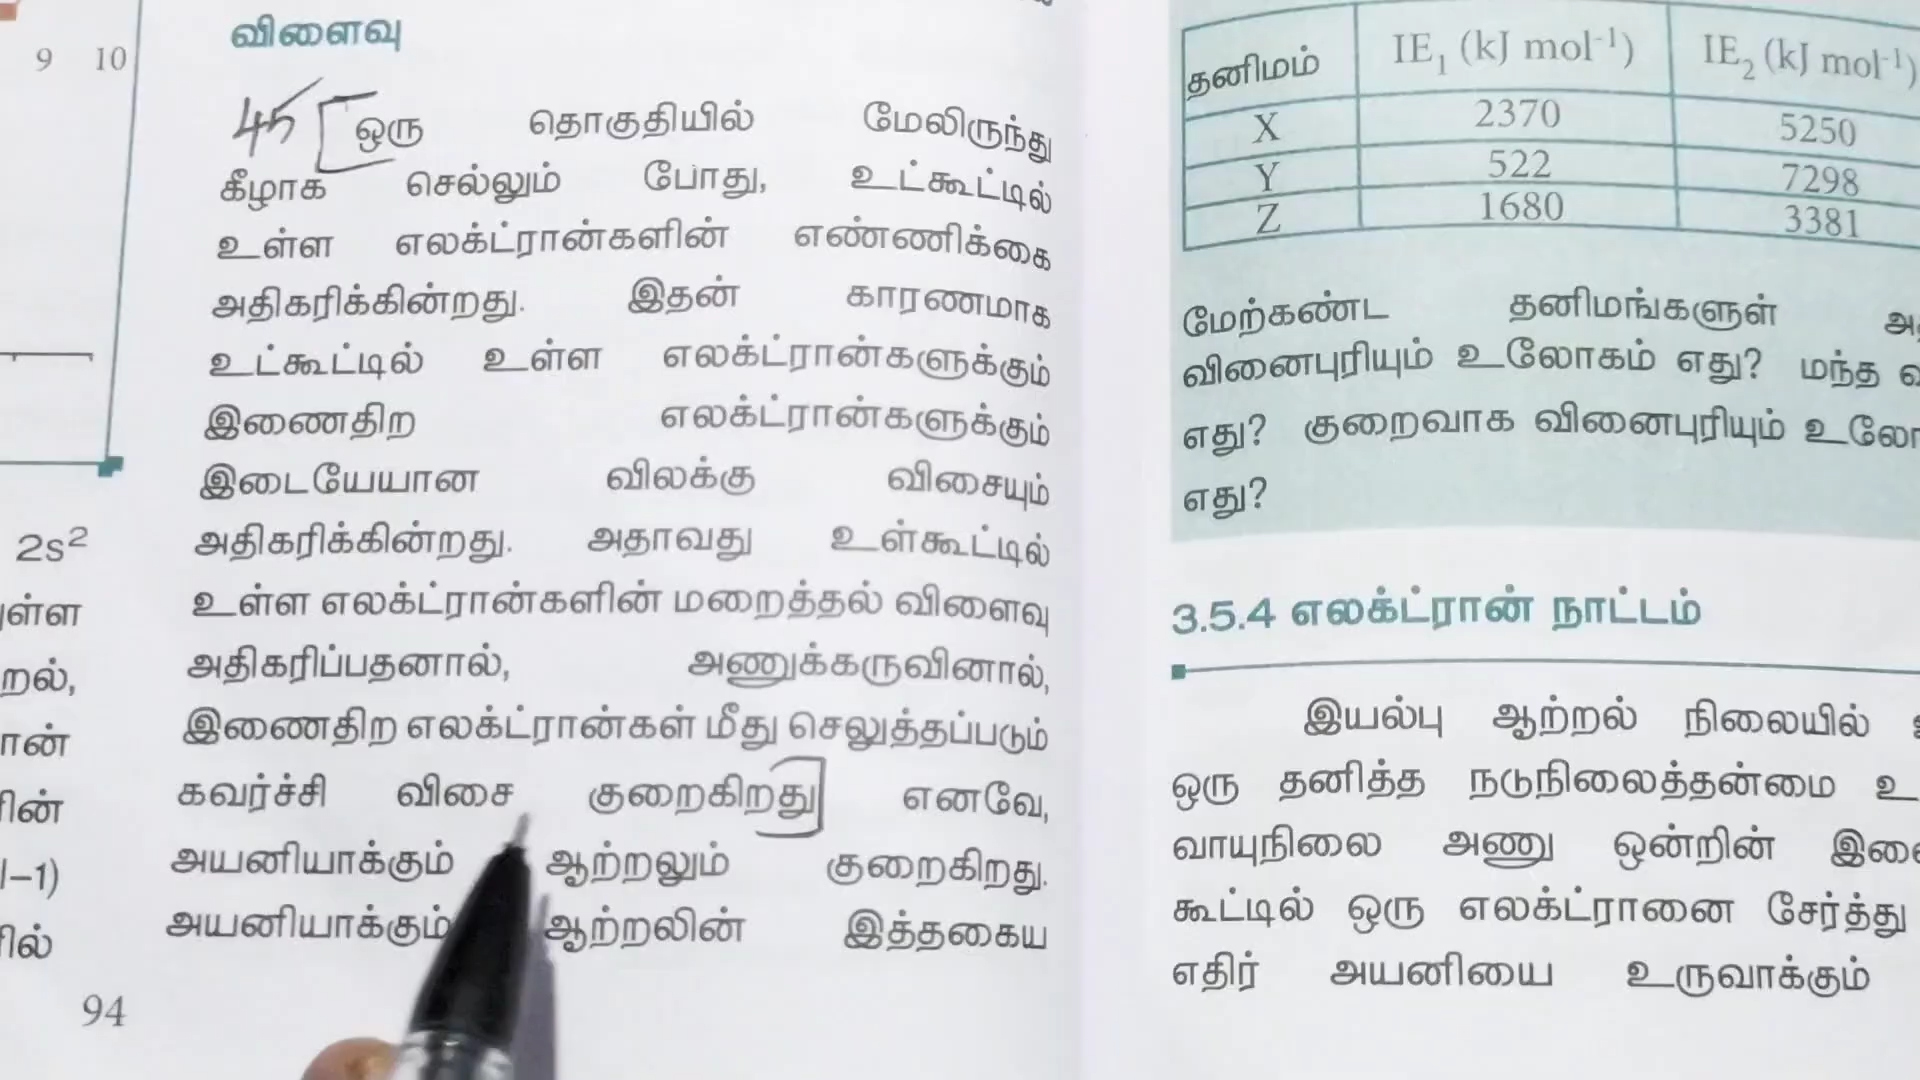 9 10
2s²
ுள்ள
றல்,
ரான்
ரின்
l–1)
ரில்
விளைவு
45 ஒரு தொகுதியில் மேலிருந்து
கீழாக செல்லும் போது, உட்கூட்டில்
உள்ள எலக்ட்ரான்களின் எண்ணிக்கை
அதிகரிக்கின்றது. இதன் காரணமாக
உட்கூட்டில் உள்ள எலக்ட்ரான்களுக்கும்
இணைதிற எலக்ட்ரான்களுக்கும்
இடையேயான விலக்கு விசையும்
அதிகரிக்கின்றது. அதாவது உள்கூட்டில்
உள்ள எலக்ட்ரான்களின் மறைத்தல் விளைவு
அதிகரிப்பதனால், அணுக்கருவினால்,
இணைதிற எலக்ட்ரான்கள் மீது செலுத்தப்படும்
கவர்ச்சி விசை குறைகிறது எனவே,
அயனியாக்கும் ஆற்றலும் குறைகிறது.
அயனியாக்கும் ஆற்றலின் இத்தகைய
94
தனிமம் IE₁ (kJ mol⁻¹) IE₂ (kJ mol⁻¹)
X 2370 5250
Y 522 7298
Z 1680 3381
மேற்கண்ட தனிமங்களுள்
வினைபுரியும் உலோகம் எது? மந்த
எது? குறைவாக வினைபுரியும்
எது?
3.5.4 எலக்ட்ரான் நாட்டம்
இயல்பு ஆற்றல் நிலையில்
ஒரு தனித்த நடுநிலைத்தன்மை உ
வாயுநிலை அணு ஒன்றின்
கூட்டில் ஒரு எலக்ட்ரானை சேர்த்து
எதிர் அயனியை உருவாக்கும்